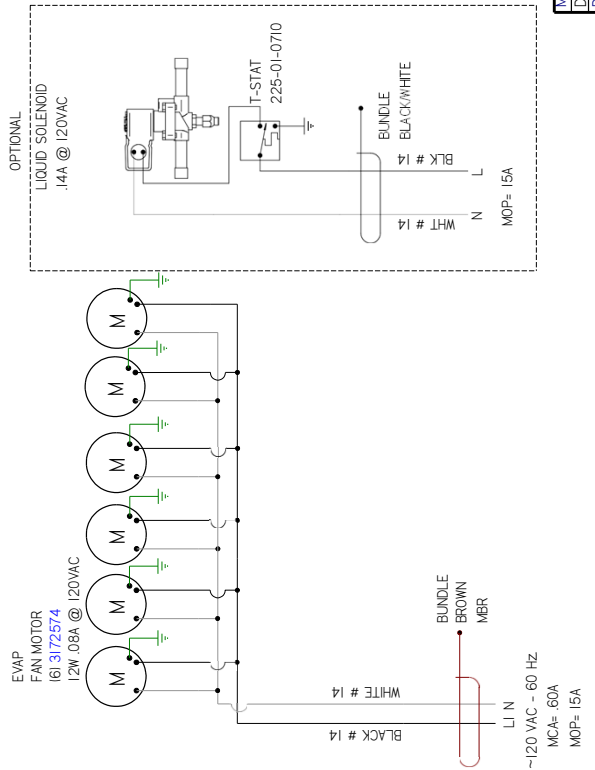 OPTIONAL
LIQUID SOLENOID
.14A @ 120VAC
T-STAT
225-01-0710
BUNDLE
BLACK/WHITE
WHT # 14
BLK # 14
N
L
MOP= 15A
EVAP
FAN MOTOR
(6) 3172574
12W .08A @ 120VAC
M
M
M
M
M
M
BLACK # 14
WHITE # 14
BUNDLE
BROWN
MBR
L1 N
~120 VAC - 60 Hz
MCA= .60A
MOP= 15A
M
D